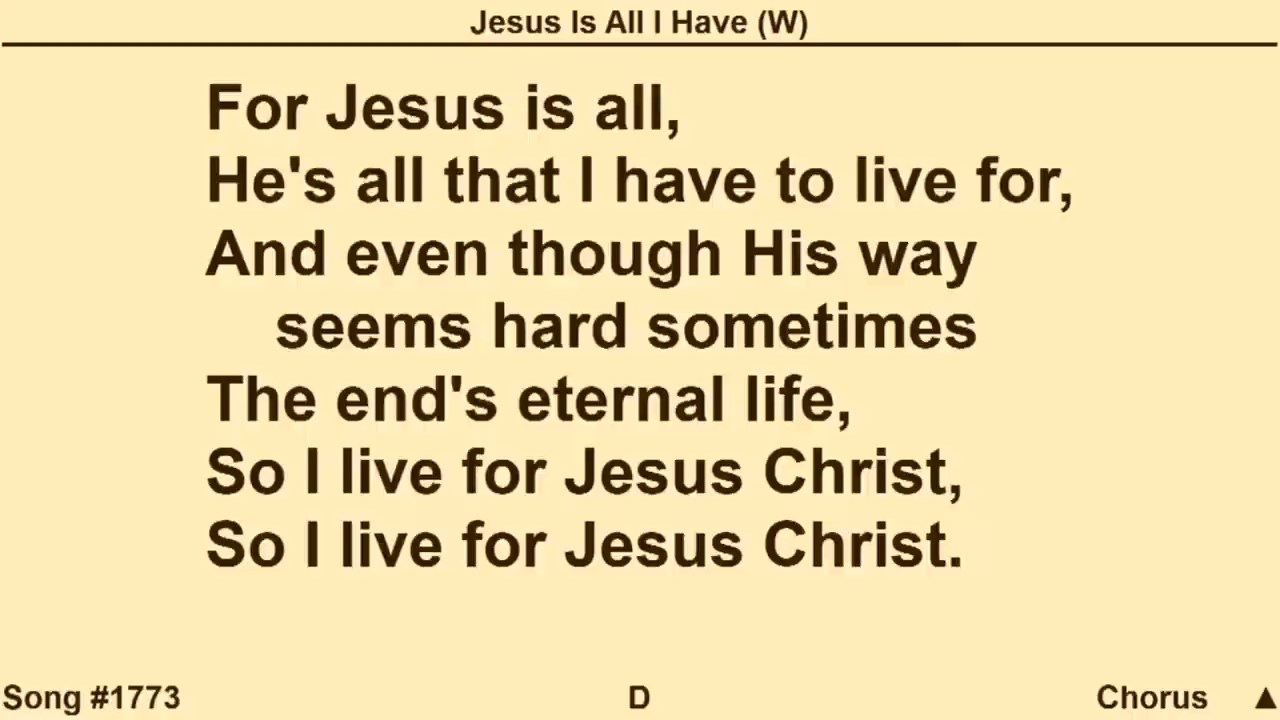 Jesus Is All I Have (W)
For Jesus is all,
He's all that I have to live for,
And even though His way
seems hard sometimes
The end's eternal life,
So I live for Jesus Christ,
So I live for Jesus Christ.
Song #1773 D Chorus ▲